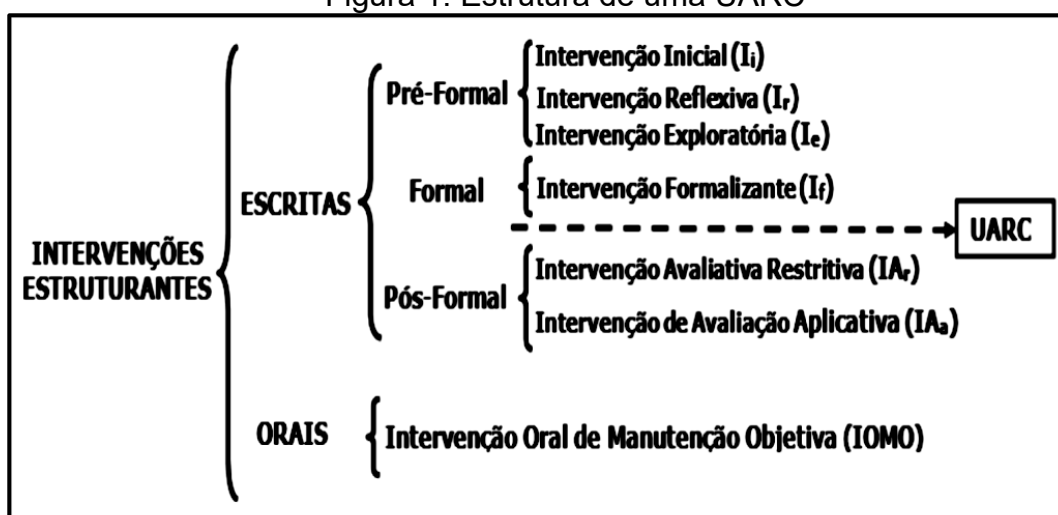 Figura 1: Estrutura de uma UARC
Intervenção Inicial (Iᵢ)
Pré-Formal
Intervenção Reflexiva (Iᵣ)
Intervenção Exploratória (Iₑ)
ESCRITAS
Formal
Intervenção Formalizante (I_f)
UARC
INTERVENÇÕES
ESTRUTURANTES
Intervenção Avaliativa Restritiva (IAᵣ)
Pós-Formal
Intervenção de Avaliação Aplicativa (IAₐ)
ORAIS
Intervenção Oral de Manutenção Objetiva (IOMO)